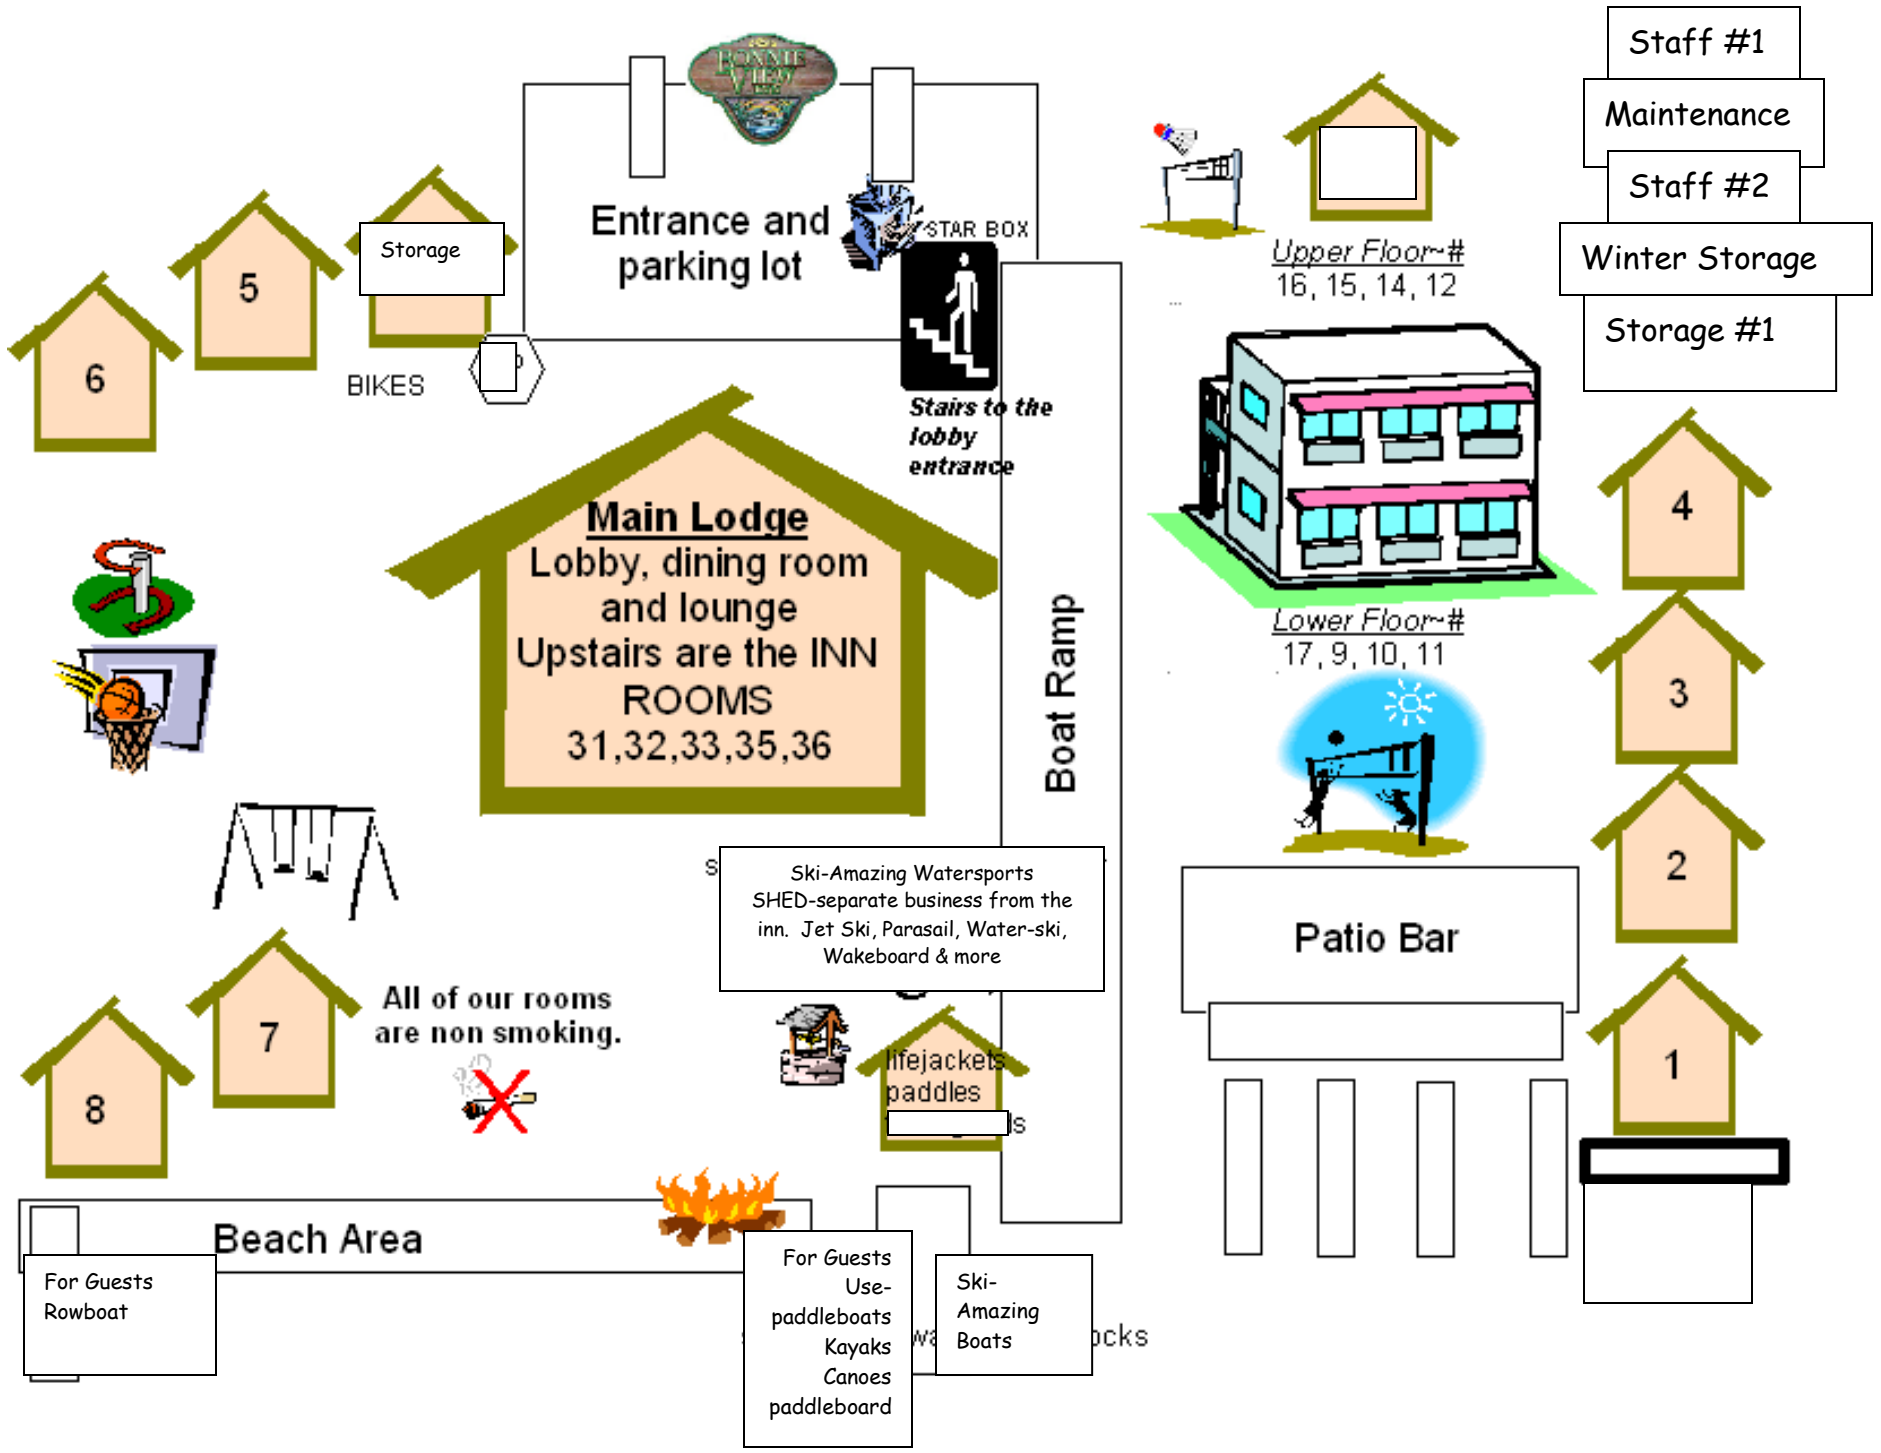 BONNIE
VIEW
INN
Entrance and
parking lot
STAR BOX
Stairs to the
lobby
entrance
Storage
BIKES
5
6
Main Lodge
Lobby, dining room
and lounge
Upstairs are the INN
ROOMS
31,32,33,35,36
Boat Ramp
Upper Floor~#
16, 15, 14, 12
Lower Floor~#
17, 9, 10, 11
Staff #1
Maintenance
Staff #2
Winter Storage
Storage #1
4
3
2
1
Patio Bar
Ski-Amazing Watersports
SHED-separate business from the
inn. Jet Ski, Parasail, Water-ski,
Wakeboard & more
7
8
All of our rooms
are non smoking.
lifejackets
paddles
Beach Area
For Guests
Rowboat
For Guests
Use-
paddleboats
Kayaks
Canoes
paddleboard
Ski-
Amazing
Boats